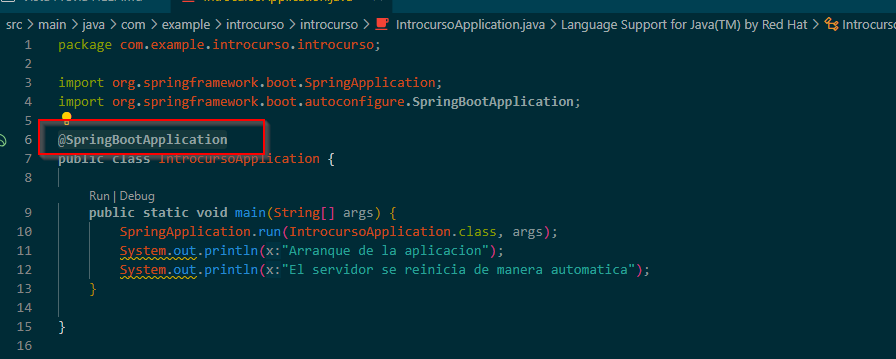 src > main > java > com > example > introcurso > introcurso > IntrocursoApplication.java > Language Support for Java(TM) by Red Hat > Introcurso
1 package com.example.introcurso.introcurso;
2
3 import org.springframework.boot.SpringApplication;
4 import org.springframework.boot.autoconfigure.SpringBootApplication;
5
6 @SpringBootApplication
7 public class IntrocursoApplication {
8
Run | Debug
9 public static void main(String[] args) {
10 SpringApplication.run(IntrocursoApplication.class, args);
11 System.out.println(x:"Arranque de la aplicacion");
12 System.out.println(x:"El servidor se reinicia de manera automatica");
13 }
14
15 }
16